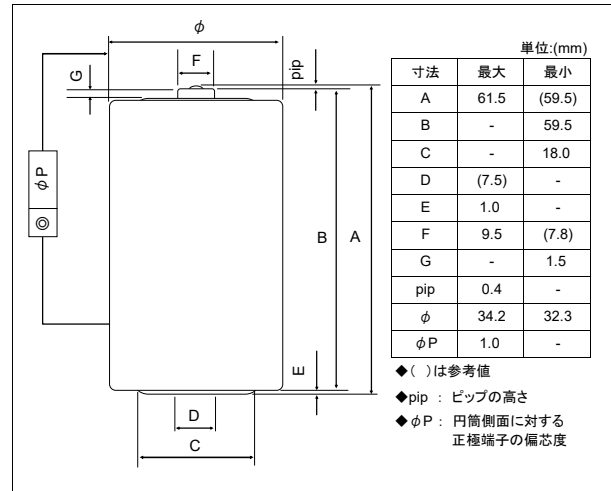 φ
F
pip
G
φP
◎
B
A
E
D
C
単位:(mm)
寸法 最大 最小
A 61.5 (59.5)
B - 59.5
C - 18.0
D (7.5) -
E 1.0 -
F 9.5 (7.8)
G - 1.5
pip 0.4 -
φ 34.2 32.3
φP 1.0 -
◆( )は参考値
◆pip : ピップの高さ
◆φP : 円筒側面に対する
正極端子の偏芯度